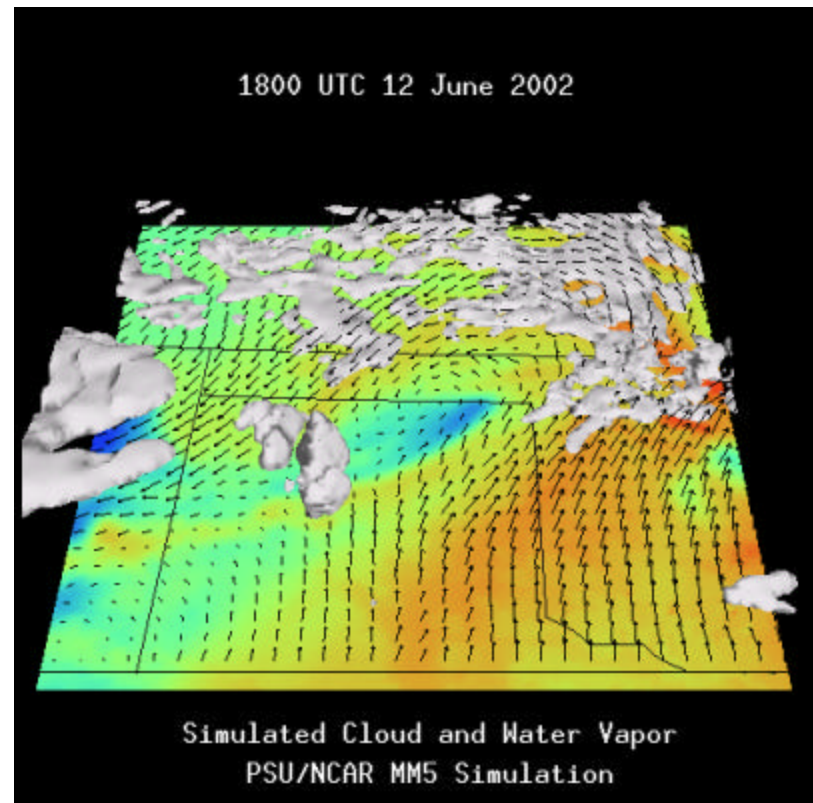 1800 UTC 12 June 2002
Simulated Cloud and Water Vapor
PSU/NCAR MM5 Simulation